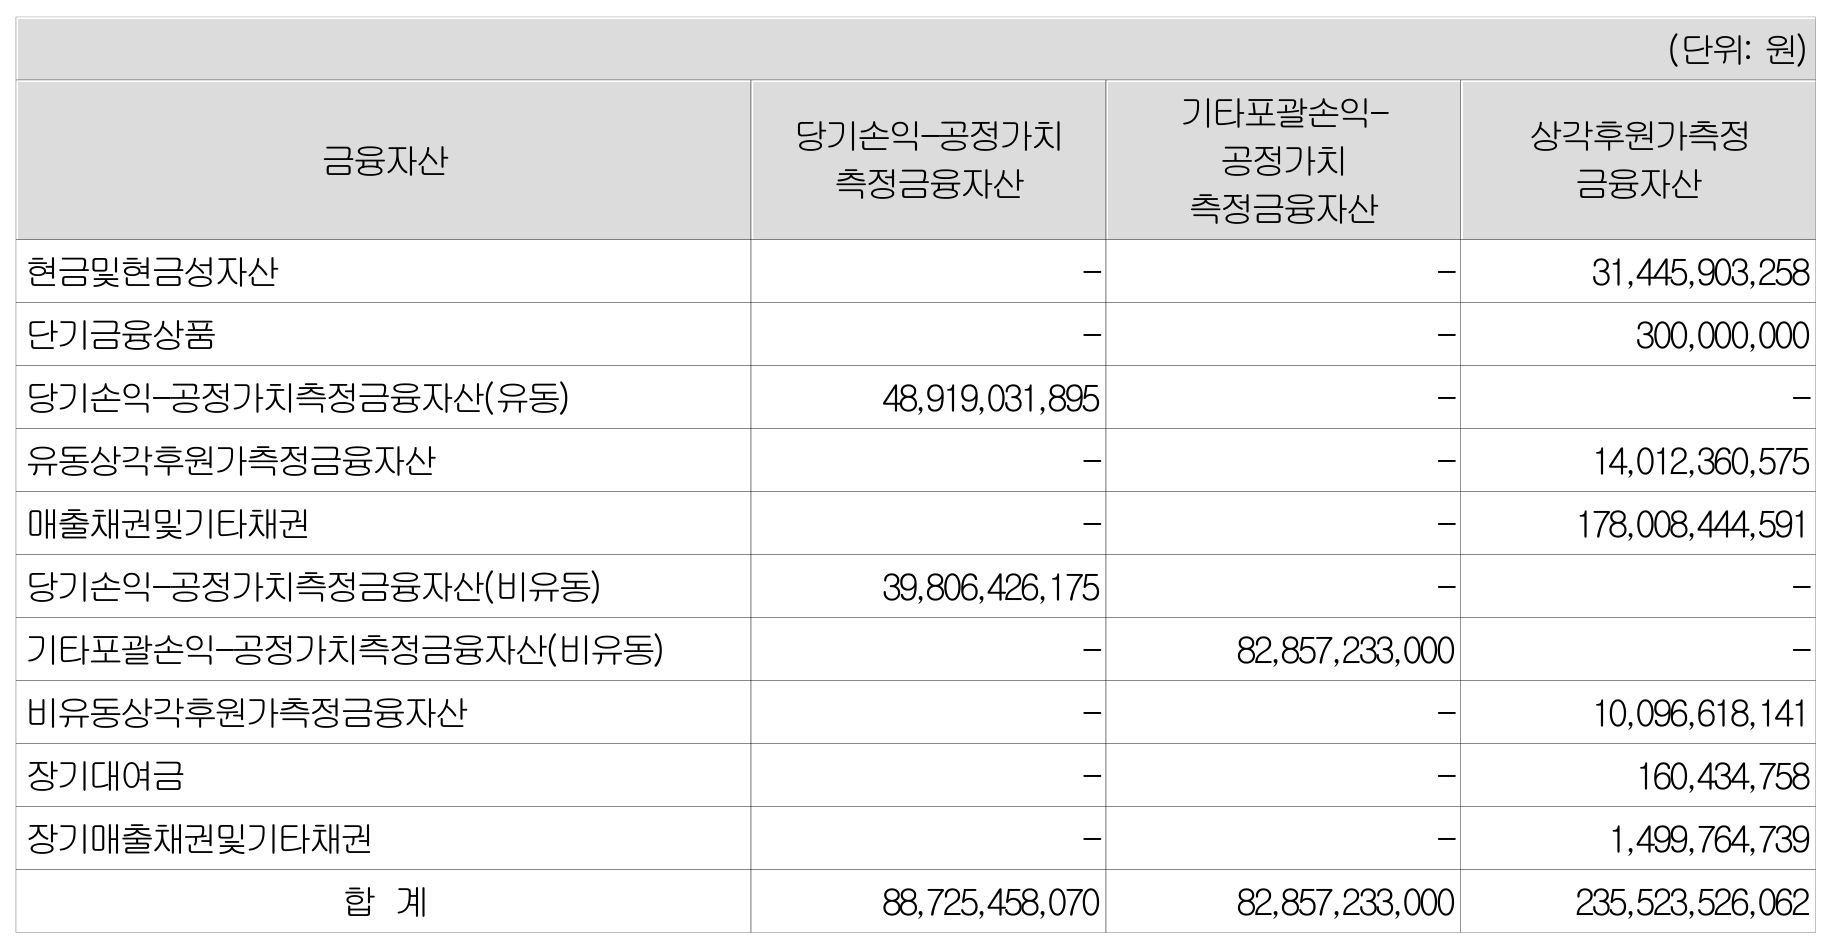 (단위: 원)
금융자산 당기손익-공정가치 측정금융자산 기타포괄손익-공정가치 측정금융자산 상각후원가측정 금융자산
현금및현금성자산 - - 31,445,903,258
단기금융상품 - - 300,000,000
당기손익-공정가치측정금융자산(유동) 48,919,031,895 - -
유동상각후원가측정금융자산 - - 14,012,360,575
매출채권및기타채권 - - 178,008,444,591
당기손익-공정가치측정금융자산(비유동) 39,806,426,175 - -
기타포괄손익-공정가치측정금융자산(비유동) - 82,857,233,000 -
비유동상각후원가측정금융자산 - - 10,096,618,141
장기대여금 - - 160,434,758
장기매출채권및기타채권 - - 1,499,764,739
합 계 88,725,458,070 82,857,233,000 235,523,526,062